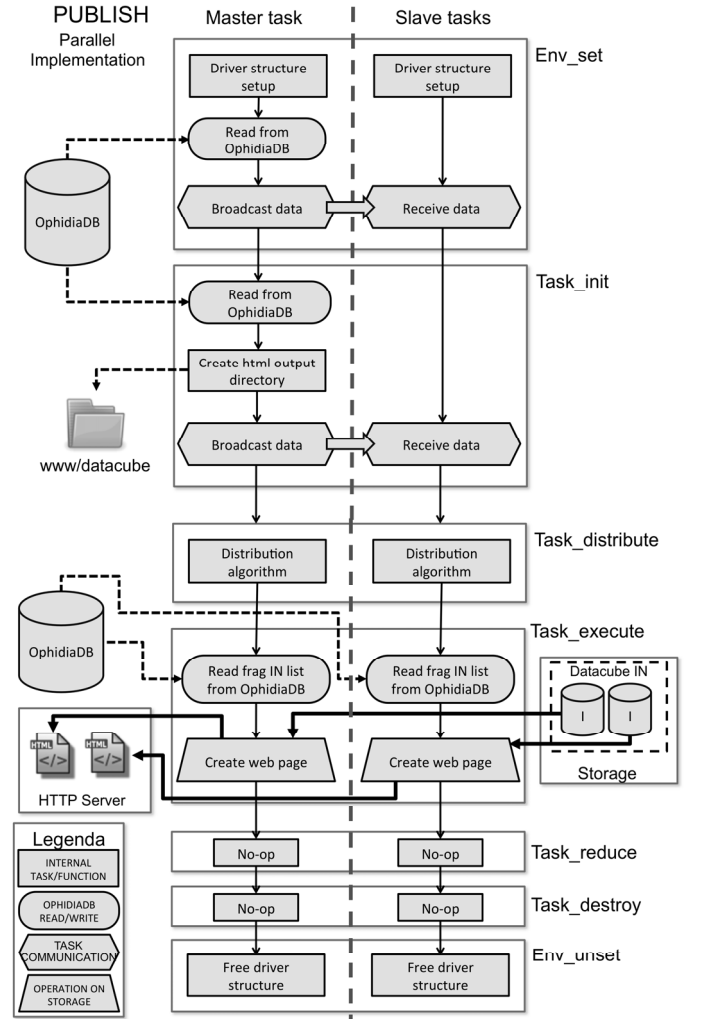 PUBLISH
Parallel
Implementation
Master task
Slave tasks
Env_set
Driver structure
setup
Driver structure
setup
Read from
OphidiaDB
OphidiaDB
Broadcast data
Receive data
Task_init
Read from
OphidiaDB
Create html output
directory
www/datacube
Broadcast data
Receive data
Task_distribute
Distribution
algorithm
Distribution
algorithm
Task_execute
OphidiaDB
Read frag IN list
from OphidiaDB
Read frag IN list
from OphidiaDB
Datacube IN
I
I
Storage
HTML
</>
HTML
</>
HTTP Server
Create web page
Create web page
Task_reduce
No-op
No-op
Task_destroy
No-op
No-op
Env_unset
Free driver
structure
Free driver
structure
Legenda
INTERNAL
TASK/FUNCTION
OPHIDIADB
READ/WRITE
TASK
COMMUNICATION
OPERATION ON
STORAGE